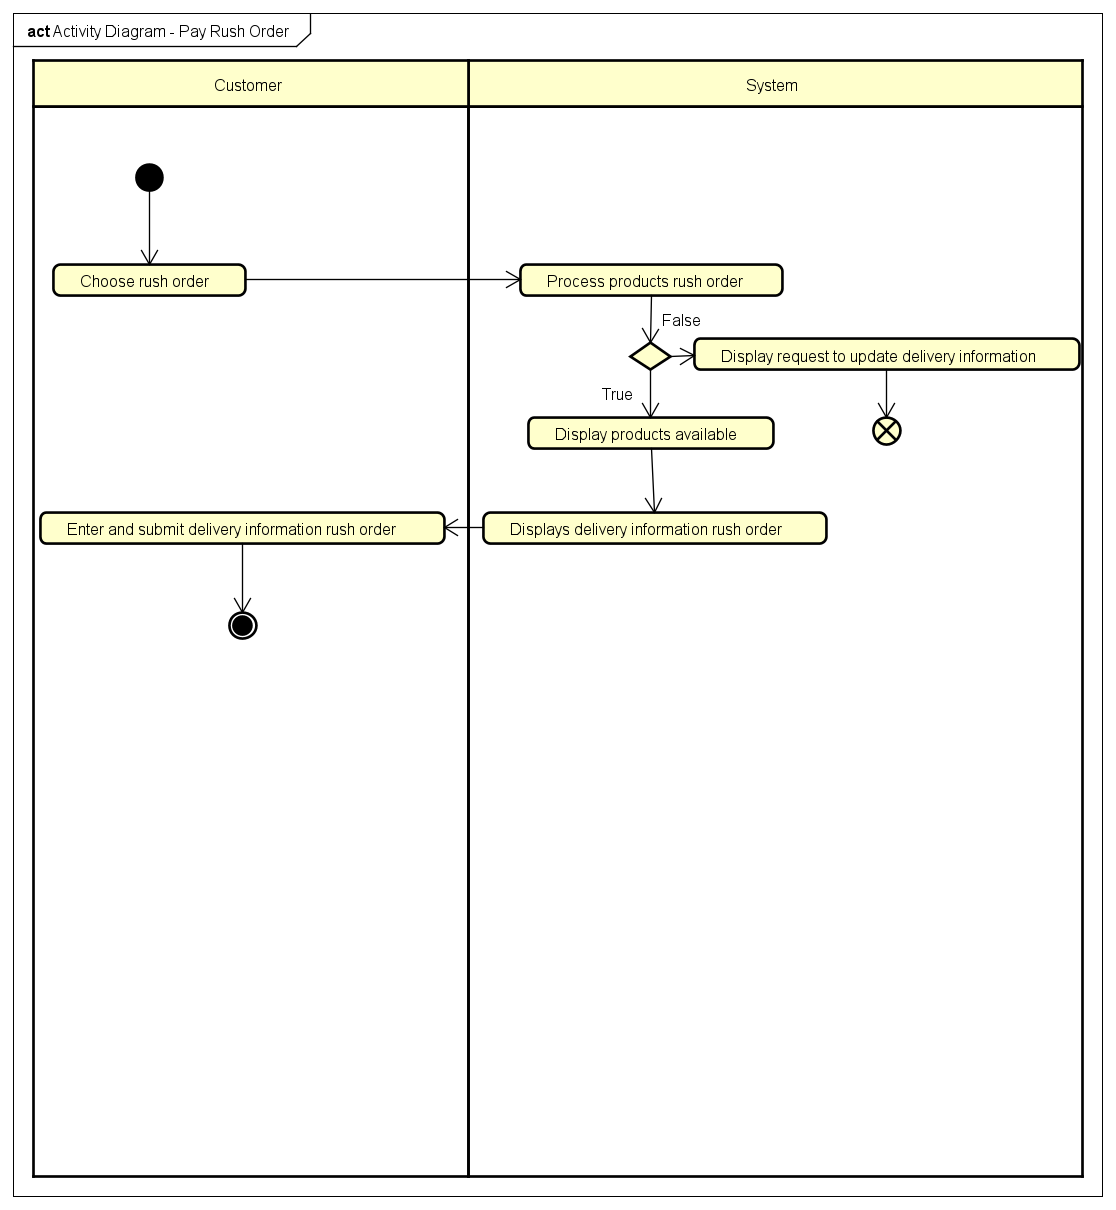 act Activity Diagram - Pay Rush Order
Customer
System
Choose rush order
Process products rush order
False
Display request to update delivery information
True
Display products available
Enter and submit delivery information rush order
Displays delivery information rush order